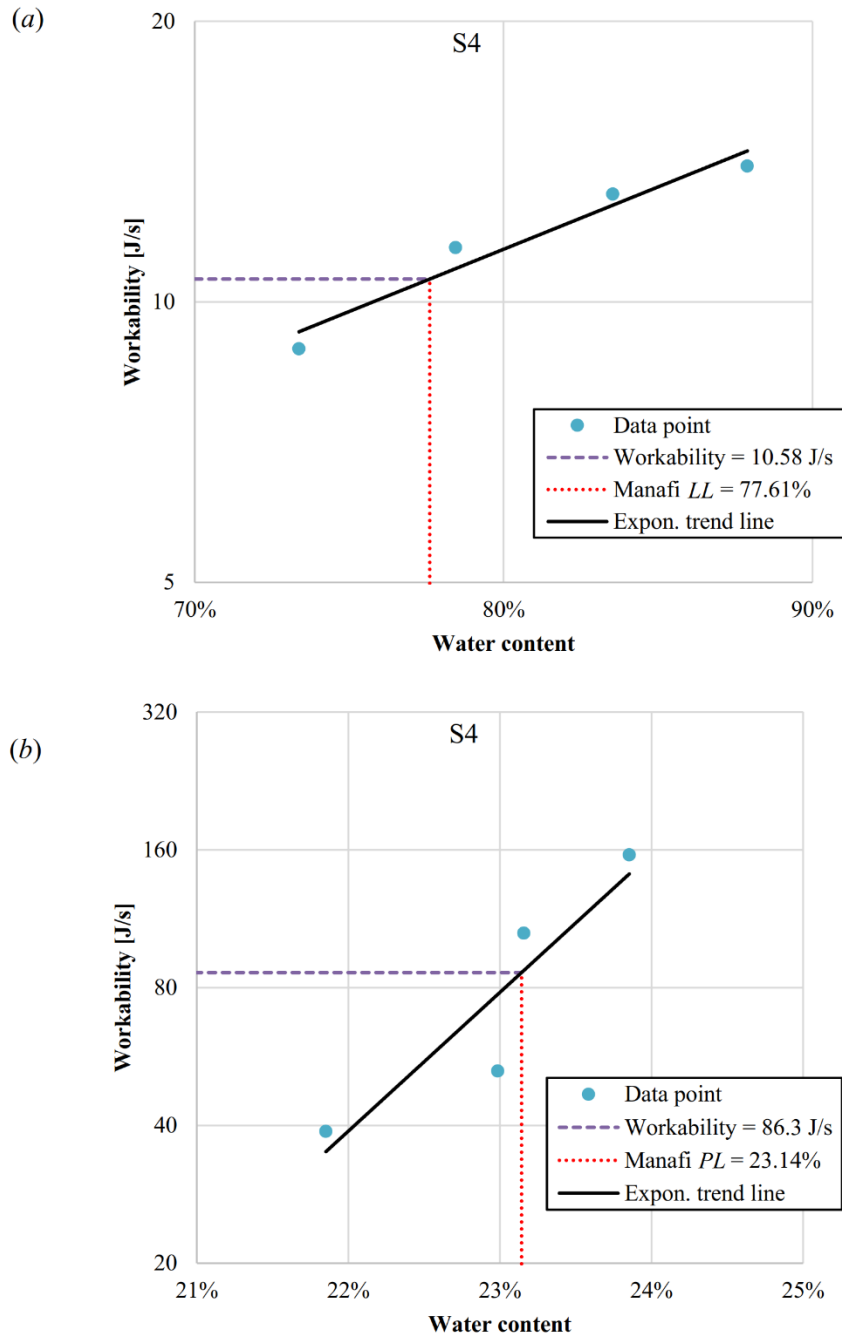 (a)
S4
20
10
5
Workability [J/s]
70%
80%
90%
Water content
Data point
Workability = 10.58 J/s
Manafi LL = 77.61%
Expon. trend line
(b)
S4
320
160
80
40
20
Workability [J/s]
21%
22%
23%
24%
25%
Water content
Data point
Workability = 86.3 J/s
Manafi PL = 23.14%
Expon. trend line